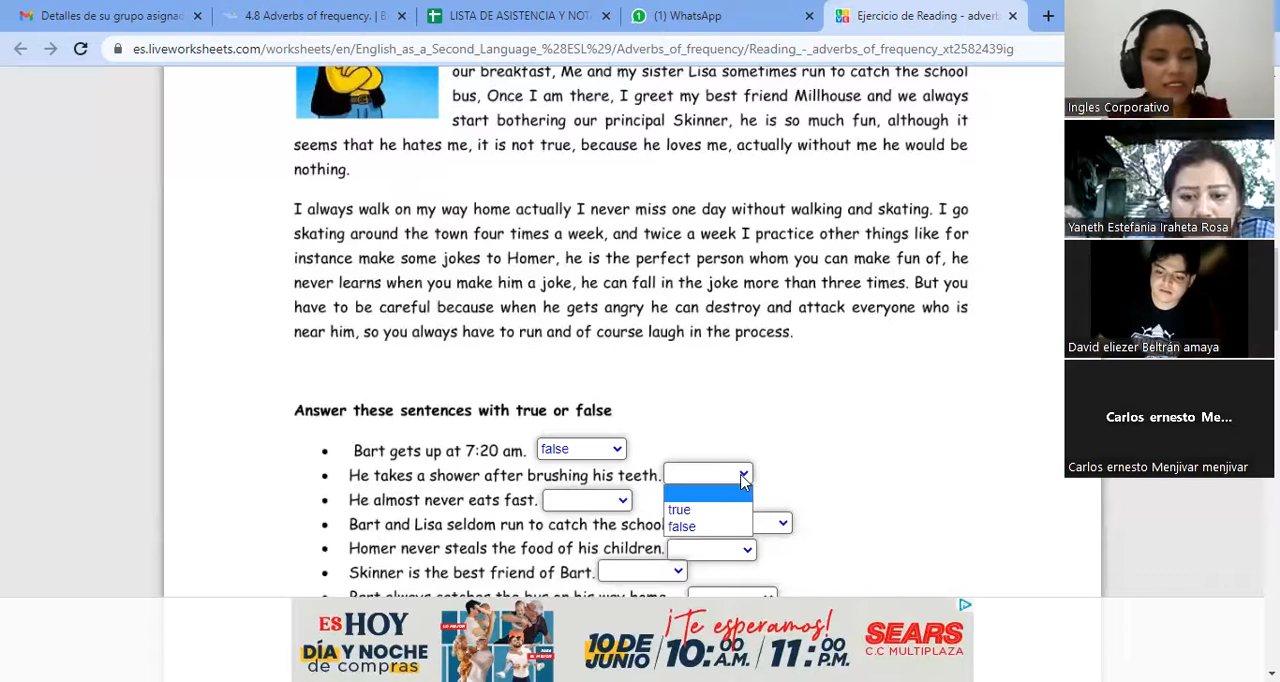 Detalles de su grupo asignad
4.8 Adverbs of frequency. | B
LISTA DE ASISTENCIA Y NOT
(1) WhatsApp
Ejercicio de Reading - adverb
es.liveworksheets.com/worksheets/en/English_as_a_Second_Language_%28ESL%29/Adverbs_of_frequency/Reading_-_adverbs_of_frequency_xt2582439ig
our breakfast, Me and my sister Lisa sometimes run to catch the school
bus, Once I am there, I greet my best friend Millhouse and we always
start bothering our principal Skinner, he is so much fun, although it
seems that he hates me, it is not true, because he loves me, actually without me he would be
nothing.
I always walk on my way home actually I never miss one day without walking and skating. I go
skating around the town four times a week, and twice a week I practice other things like for
instance make some jokes to Homer, he is the perfect person whom you can make fun of, he
never learns when you make him a joke, he can fall in the joke more than three times. But you
have to be careful because when he gets angry he can destroy and attack everyone who is
near him, so you always have to run and of course laugh in the process.
Answer these sentences with true or false
• Bart gets up at 7:20 am. false
• He takes a shower after brushing his teeth.
true
false
• He almost never eats fast.
• Bart and Lisa seldom run to catch the school
• Homer never steals the food of his children.
• Skinner is the best friend of Bart.
Bart always catches the bus on his way home.
ES HOY
DÍA Y NOCHE
de compras
10 DE
JUNIO
¡Te esperamos!
10:00 A.M. / 11:00 P.M.
SEARS
C.C MULTIPLAZA
Ingles Corporativo
Yaneth Estefania Iraheta Rosa
David eliezer Beltrán amaya
Carlos ernesto Me...
Carlos ernesto Menjivar menjivar